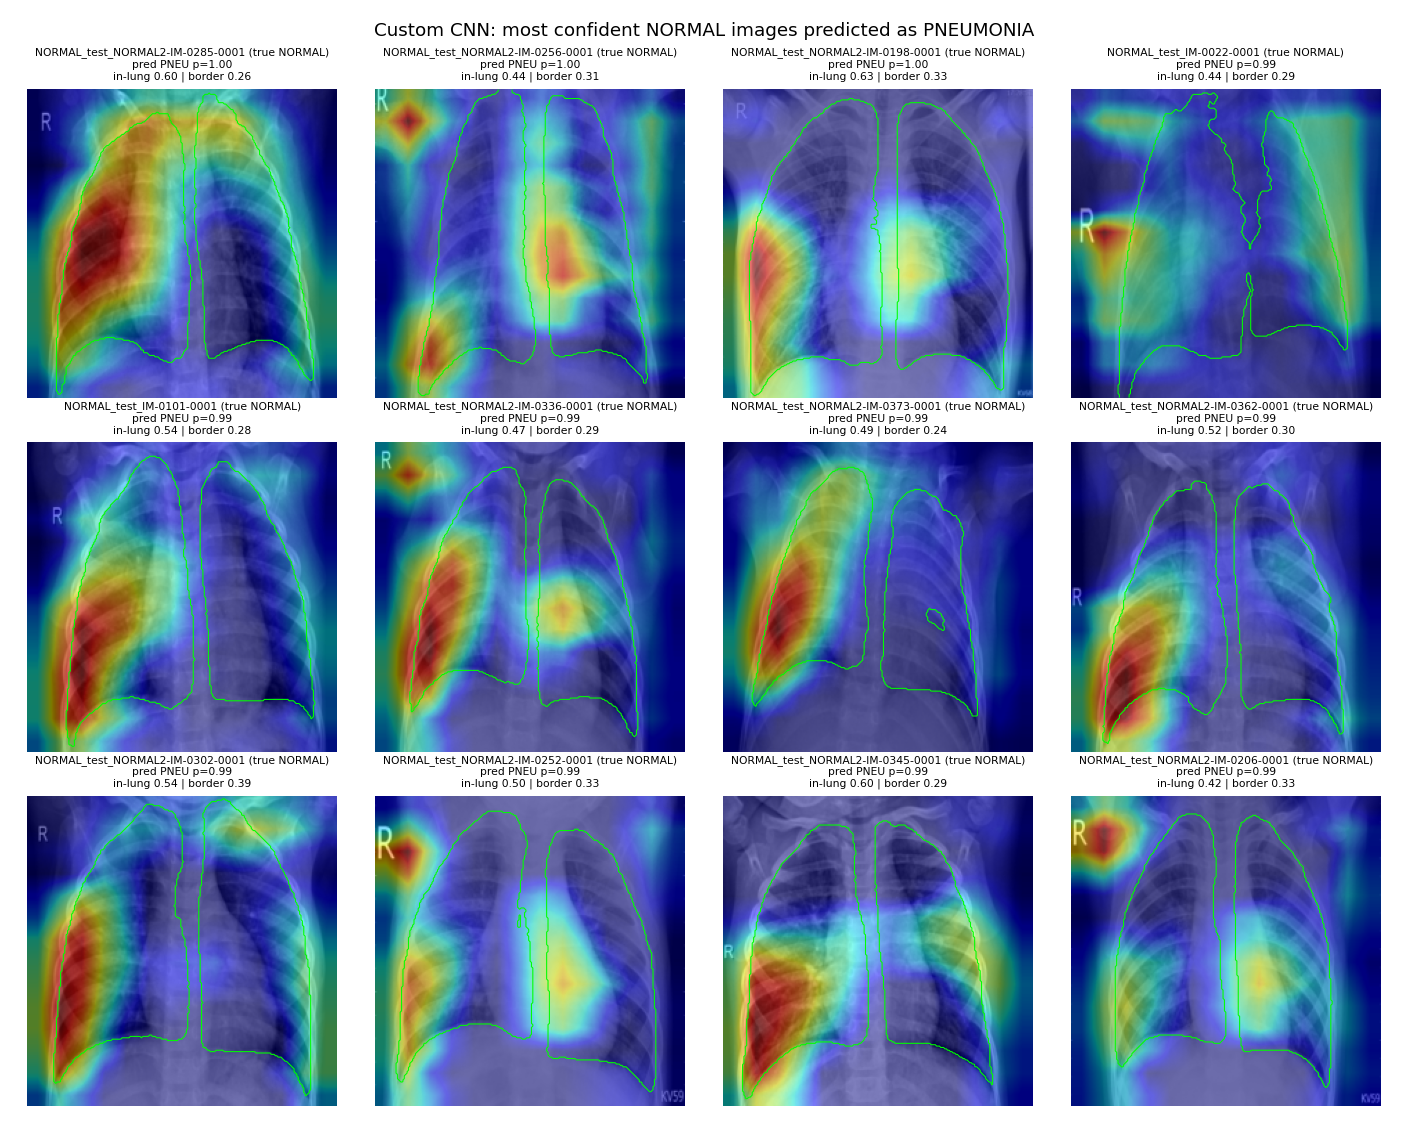 Custom CNN: most confident NORMAL images predicted as PNEUMONIA
NORMAL_test_NORMAL2-IM-0285-0001 (true NORMAL)
pred PNEU p=1.00
in-lung 0.60 | border 0.26
R
NORMAL_test_NORMAL2-IM-0256-0001 (true NORMAL)
pred PNEU p=1.00
in-lung 0.44 | border 0.31
R
NORMAL_test_NORMAL2-IM-0198-0001 (true NORMAL)
pred PNEU p=1.00
in-lung 0.63 | border 0.33
R
NORMAL_test_IM-0022-0001 (true NORMAL)
pred PNEU p=0.99
in-lung 0.44 | border 0.29
R
NORMAL_test_IM-0101-0001 (true NORMAL)
pred PNEU p=0.99
in-lung 0.54 | border 0.28
R
NORMAL_test_NORMAL2-IM-0336-0001 (true NORMAL)
pred PNEU p=0.99
in-lung 0.47 | border 0.29
R
NORMAL_test_NORMAL2-IM-0373-0001 (true NORMAL)
pred PNEU p=0.99
in-lung 0.49 | border 0.24
NORMAL_test_NORMAL2-IM-0362-0001 (true NORMAL)
pred PNEU p=0.99
in-lung 0.52 | border 0.30
R
NORMAL_test_NORMAL2-IM-0302-0001 (true NORMAL)
pred PNEU p=0.99
in-lung 0.54 | border 0.39
R
NORMAL_test_NORMAL2-IM-0252-0001 (true NORMAL)
pred PNEU p=0.99
in-lung 0.50 | border 0.33
R
KV59
NORMAL_test_NORMAL2-IM-0345-0001 (true NORMAL)
pred PNEU p=0.99
in-lung 0.60 | border 0.29
R
NORMAL_test_NORMAL2-IM-0206-0001 (true NORMAL)
pred PNEU p=0.99
in-lung 0.42 | border 0.33
R